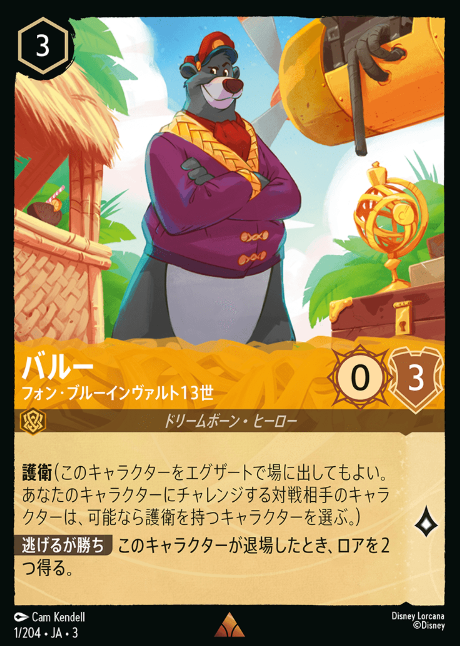 3
バルー
フォン・ブルーインヴァルト13世
0
3
ドリームボーン・ヒーロー
護衛(このキャラクターをエグザートで場に出してもよい。
あなたのキャラクターにチャレンジする対戦相手のキャラ
クターは、可能なら護衛を持つキャラクターを選ぶ。)
逃げるが勝ち このキャラクターが退場したとき、ロアを2
つ得る。
Cam Kendell
1/204・JA・3
Disney Lorcana
©Disney